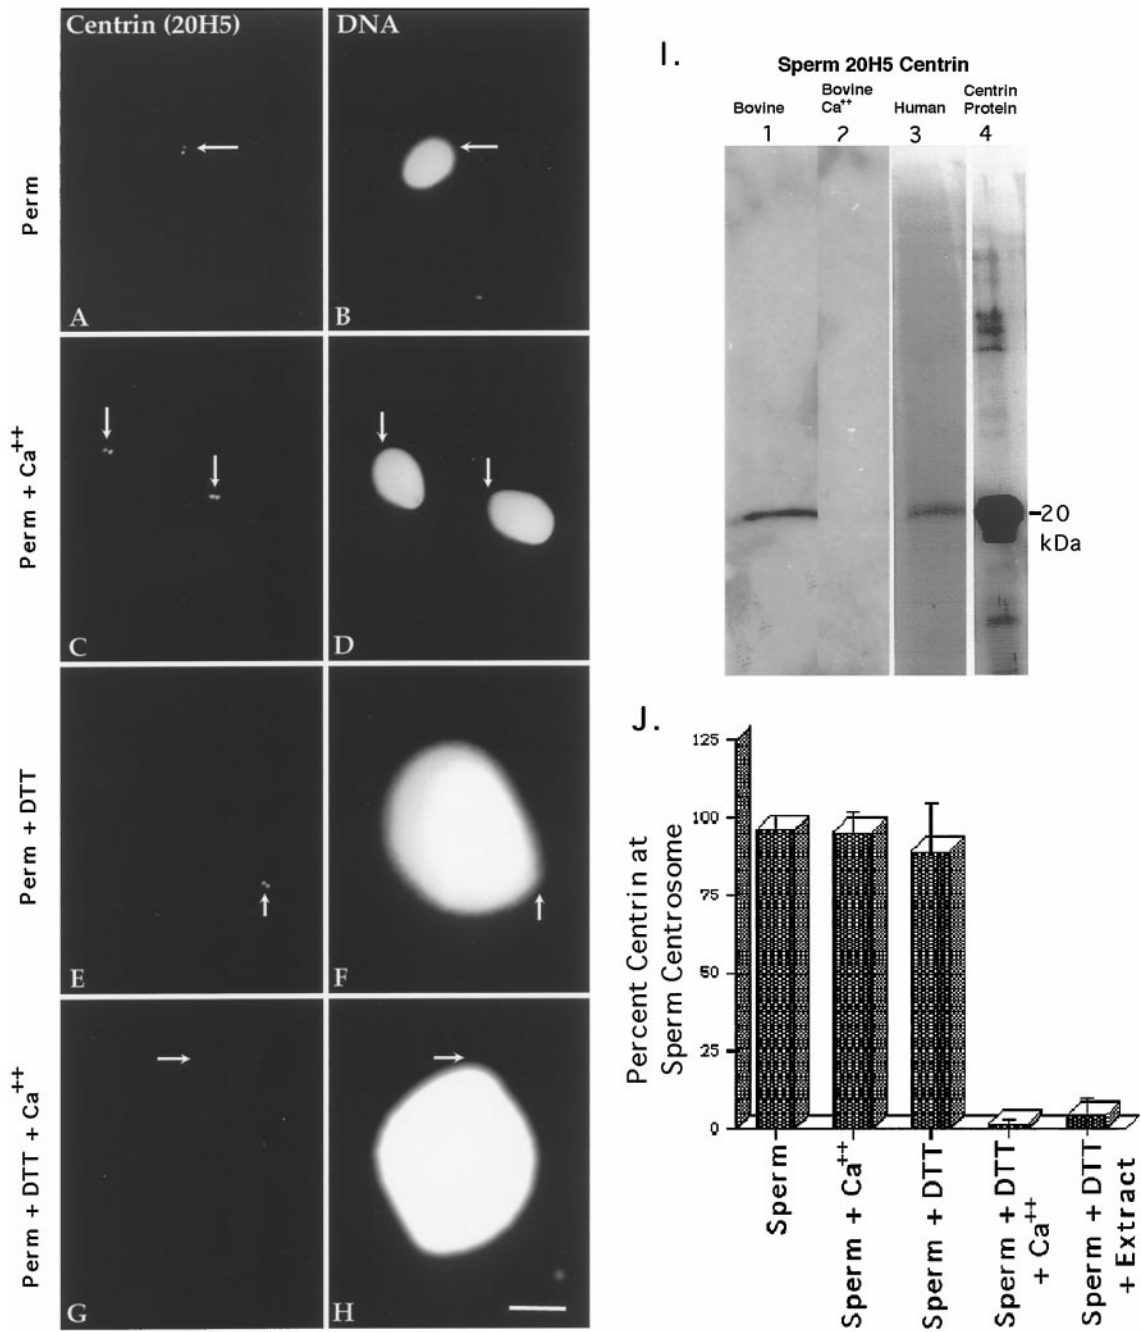 Centrin (20H5)
DNA
Perm
A
B
Perm + Ca++
C
D
Perm + DTT
E
F
Perm + DTT + Ca++
G
H
I.
Sperm 20H5 Centrin
Bovine
Bovine
Ca++
Human
Centrin
Protein
1
2
3
4
20
kDa
J.
Percent Centrin at
Sperm Centrosome
125
100
75
50
25
0
Sperm
Sperm + Ca++
Sperm + DTT
Sperm + DTT
+ Ca++
Sperm + DTT
+ Extract